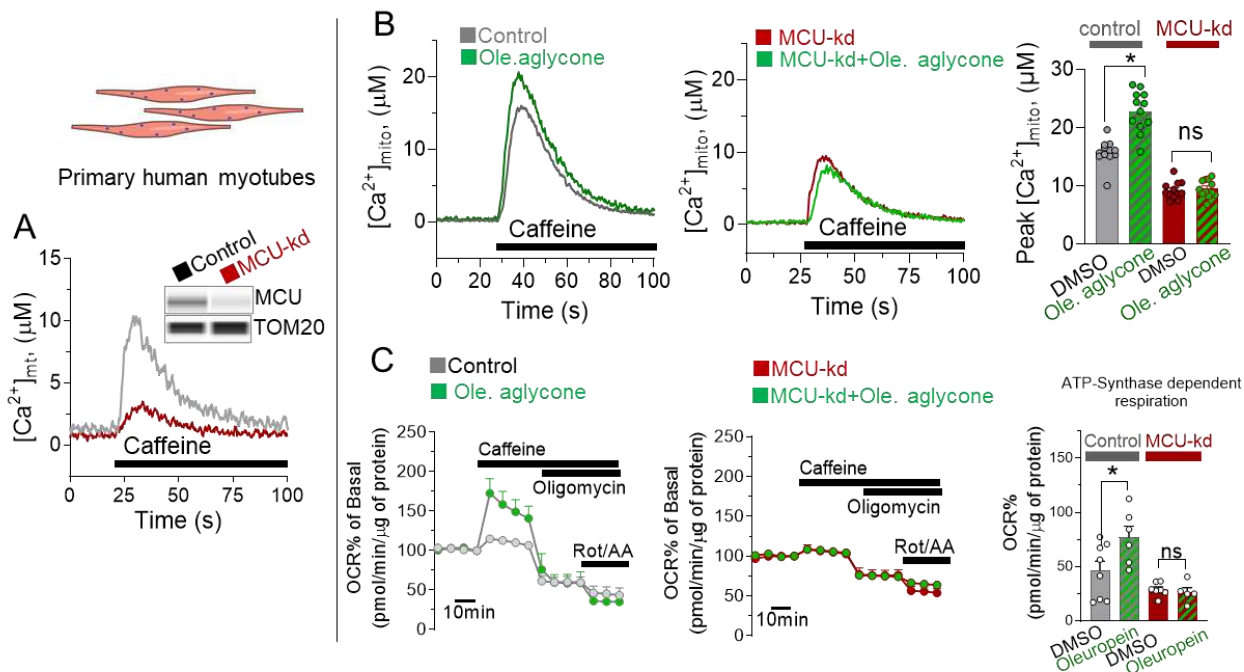 Primary human myotubes
A
Control
MCU-kd
MCU
TOM20
[Ca²⁺]mt, (μM)
15
10
5
0
Caffeine
0 25 50 75 100
Time (s)
B
Control
Ole.aglycone
[Ca²⁺]mito, (μM)
20
15
10
5
0
Caffeine
0 20 40 60 80 100
Time (s)
MCU-kd
MCU-kd+Ole. aglycone
[Ca²⁺]mito, (μM)
20
15
10
5
0
Caffeine
0 25 50 75 100
Time (s)
control MCU-kd
*
ns
Peak [Ca²⁺]mito, (μM)
30
20
10
0
DMSO
Ole. aglycone
DMSO
Ole. aglycone
C
Control
Ole. aglycone
OCR% of Basal
(pmol/min/μg of protein)
250
200
150
100
50
0
Caffeine
Oligomycin
Rot/AA
10min
MCU-kd
MCU-kd+Ole. aglycone
OCR% of Basal
(pmol/min/μg of protein)
250
200
150
100
50
0
Caffeine
Oligomycin
Rot/AA
10min
ATP-Synthase dependent
respiration
Control MCU-kd
*
ns
OCR%
(pmol/min/μg of protein)
150
100
75
50
25
0
DMSO
Oleuropein
DMSO
Oleuropein